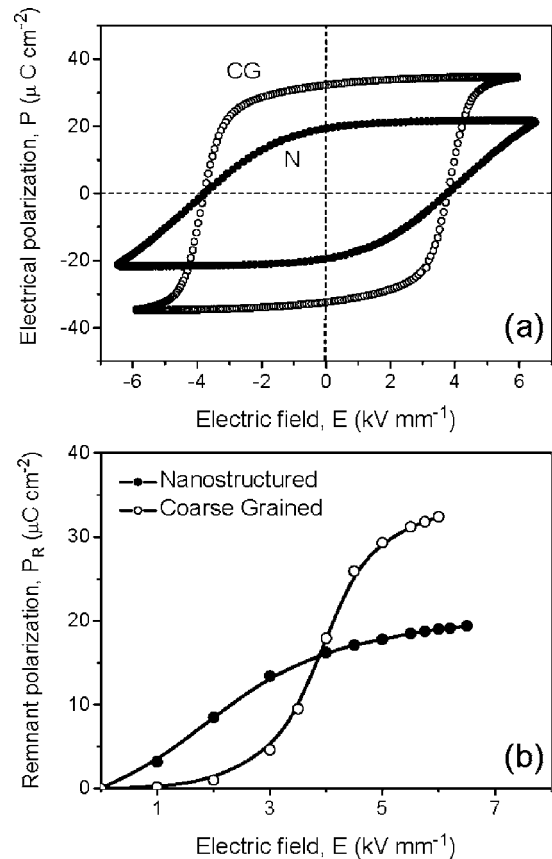 Electrical polarization, P (μ C cm-2)
40
20
0
-20
-40
CG
N
(a)
-6 -4 -2 0 2 4 6
Electric field, E (kV mm-1)
Remnant polarization, PR (μC cm-2)
40
30
20
10
0
Nanostructured
Coarse Grained
(b)
1 3 5 7
Electric field, E (kV mm-1)